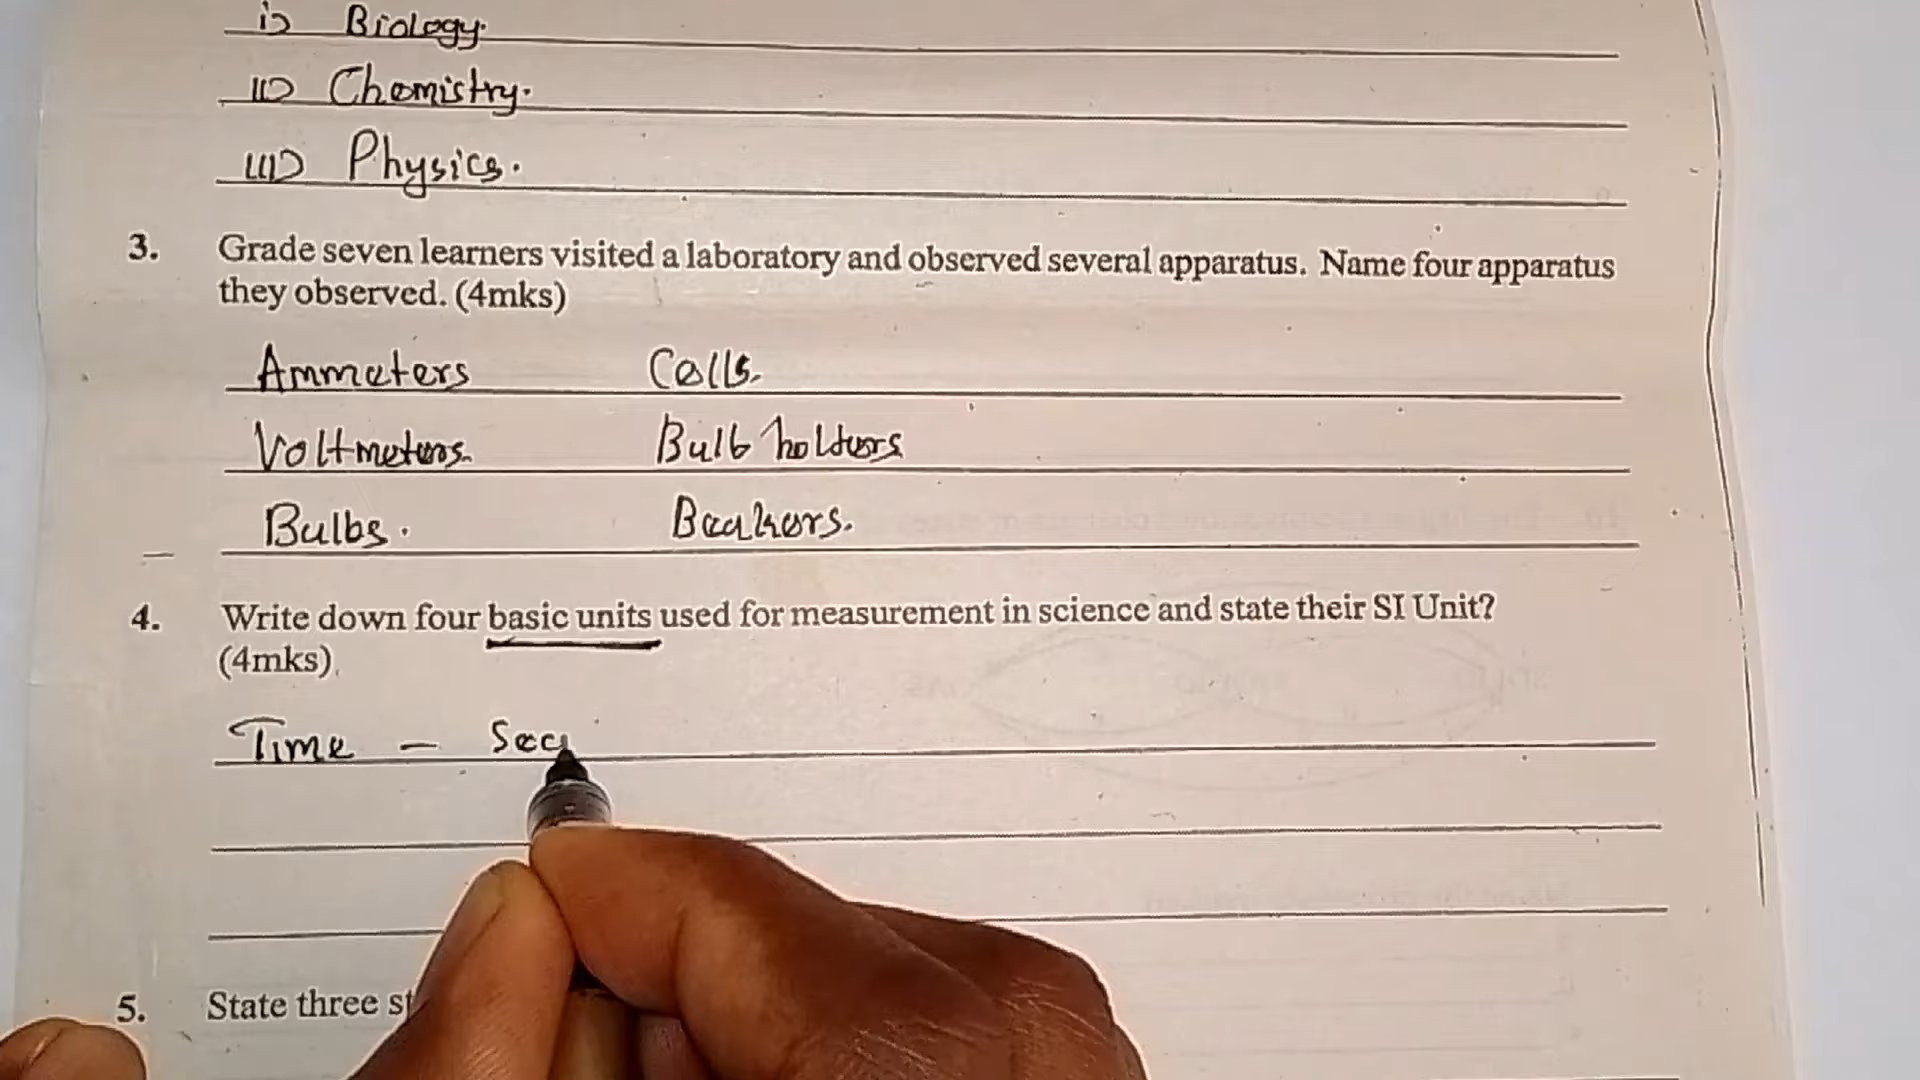 i) Biology.
ii) Chemistry.
iii) Physics.
3. Grade seven learners visited a laboratory and observed several apparatus. Name four apparatus
they observed. (4mks)
Ammeters Cells.
Voltmeters. Bulb holders
Bulbs. Beakers.
4. Write down four basic units used for measurement in science and state their SI Unit?
(4mks)
Time - Sec
5. State three